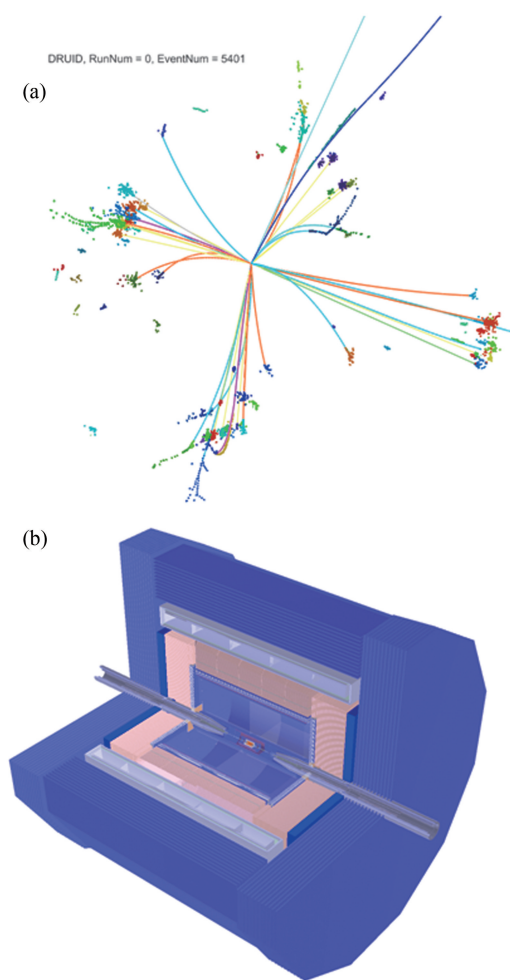 DRUID, RunNum = 0, EventNum = 5401
(a)
(b)